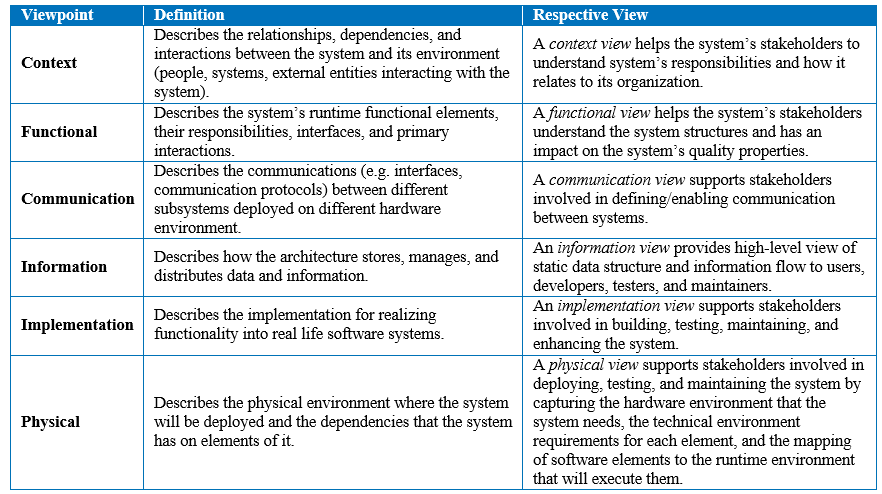 Viewpoint Definition Respective View
Context
Describes the relationships, dependencies, and
interactions between the system and its environment
(people, systems, external entities interacting with the
system).
A context view helps the system's stakeholders to
understand system's responsibilities and how it
relates to its organization.
Functional
Describes the system's runtime functional elements,
their responsibilities, interfaces, and primary
interactions.
A functional view helps the system's stakeholders
understand the system structures and has an
impact on the system's quality properties.
Communication
Describes the communications (e.g. interfaces,
communication protocols) between different
subsystems deployed on different hardware
environment.
A communication view supports stakeholders
involved in defining/enabling communication
between systems.
Information
Describes how the architecture stores, manages, and
distributes data and information.
An information view provides high-level view of
static data structure and information flow to users,
developers, testers, and maintainers.
Implementation
Describes the implementation for realizing
functionality into real life software systems.
An implementation view supports stakeholders
involved in building, testing, maintaining, and
enhancing the system.
Physical
Describes the physical environment where the system
will be deployed and the dependencies that the system
has on elements of it.
A physical view supports stakeholders involved in
deploying, testing, and maintaining the system by
capturing the hardware environment that the
system needs, the technical environment
requirements for each element, and the mapping
of software elements to the runtime environment
that will execute them.